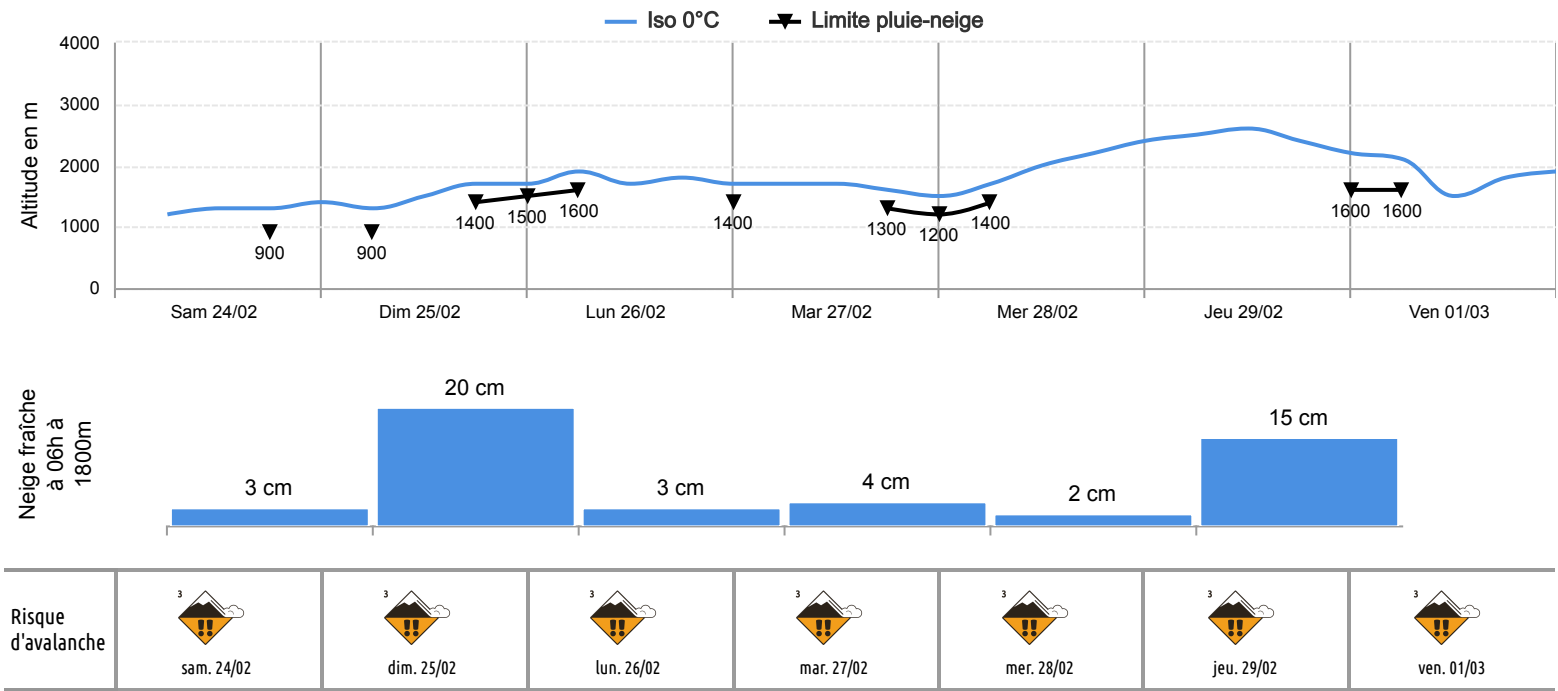 Iso 0°C
Limite pluie-neige
Altitude en m
4000
3000
2000
1000
0
900
900
1400
1500
1600
1400
1300
1200
1400
1600
1600
Sam 24/02
Dim 25/02
Lun 26/02
Mar 27/02
Mer 28/02
Jeu 29/02
Ven 01/03
Neige fraîche
à 06h à
1800m
3 cm
20 cm
3 cm
4 cm
2 cm
15 cm
Risque
d'avalanche
3
sam. 24/02
3
dim. 25/02
3
lun. 26/02
3
mar. 27/02
3
mer. 28/02
3
jeu. 29/02
3
ven. 01/03